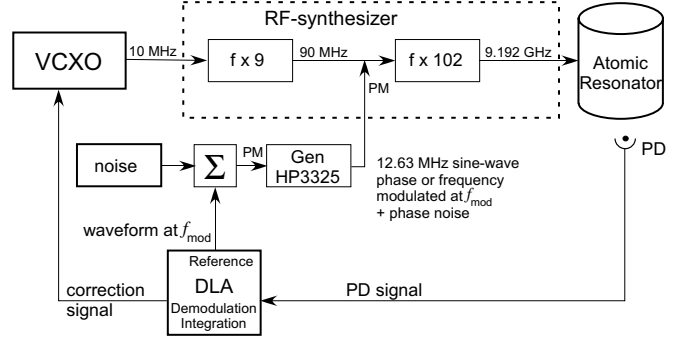 RF-synthesizer
VCXO
10 MHz
f x 9
90 MHz
f x 102
9.192 GHz
Atomic
Resonator
PM
PD
noise
Σ
PM
Gen
HP3325
12.63 MHz sine-wave
phase or frequency
modulated at fmod
+ phase noise
waveform at fmod
Reference
DLA
Demodulation
Integration
correction
signal
PD signal